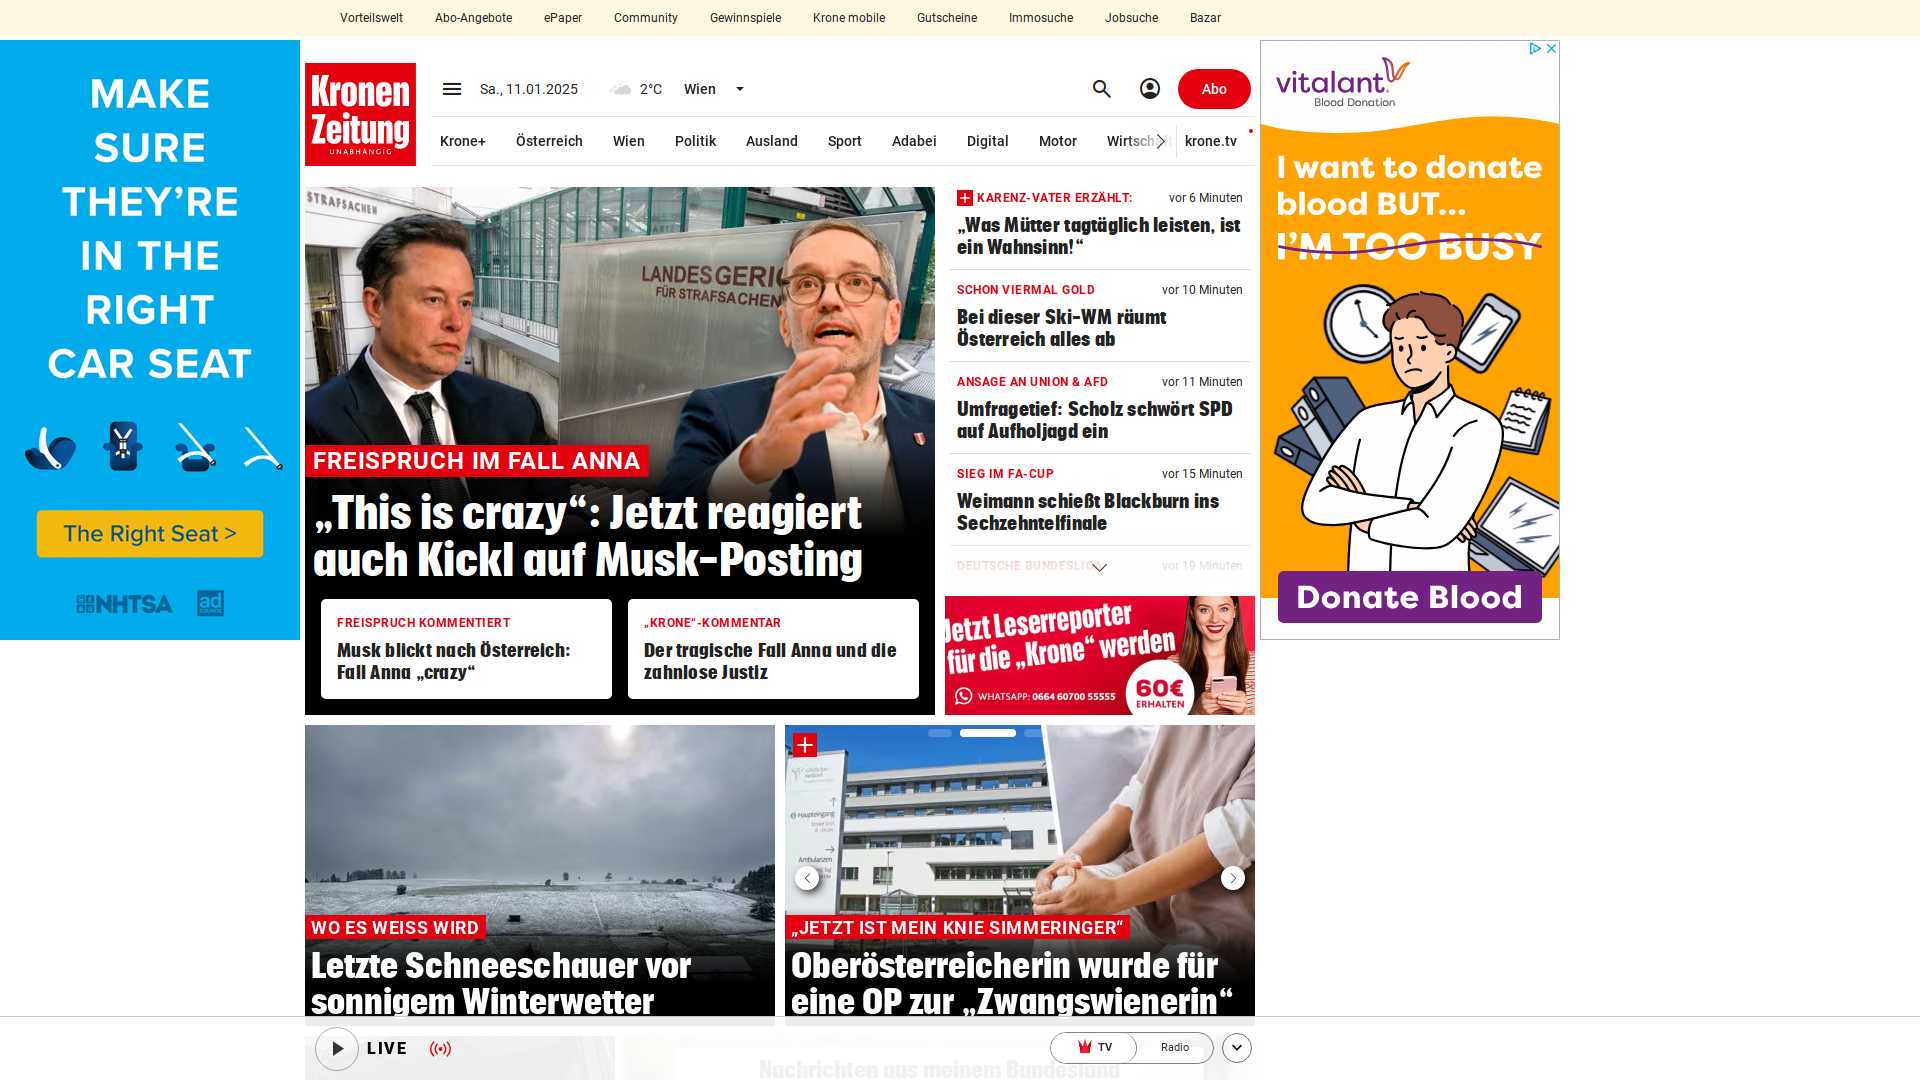 Vorteilswelt
Abo-Angebote
ePaper
Community
Gewinnspiele
Krone mobile
Gutscheine
Immosuche
Jobsuche
Bazar
MAKE
SURE
THEY’RE
IN THE
RIGHT
CAR SEAT
The Right Seat >
NHTSA
ad
Kronen
Zeitung
UNABHÄNGIG
Sa., 11.01.2025
2°C
Wien
Abo
Krone+
Österreich
Wien
Politik
Ausland
Sport
Adabei
Digital
Motor
Wirtschaft
krone.tv
STRAFSACHEN
LANDESGERIC
FÜR STRAFSACHEN
FREISPRUCH IM FALL ANNA
„This is crazy“: Jetzt reagiert
auch Kickl auf Musk-Posting
FREISPRUCH KOMMENTIERT
Musk blickt nach Österreich:
Fall Anna „crazy“
„KRONE“-KOMMENTAR
Der tragische Fall Anna und die
zahnlose Justiz
KARENZ-VATER ERZÄHLT:
vor 6 Minuten
„Was Mütter tagtäglich leisten, ist
ein Wahnsinn!“
SCHON VIERMAL GOLD
vor 10 Minuten
Bei dieser Ski-WM räumt
Österreich alles ab
ANSAGE AN UNION & AFD
vor 11 Minuten
Umfragetief: Scholz schwört SPD
auf Aufholjagd ein
SIEG IM FA-CUP
vor 15 Minuten
Weimann schießt Blackburn ins
Sechzehntelfinale
DEUTSCHE BUNDESLIGA
vor 19 Minuten
Jetzt Leserreporter
für die „Krone“ werden
WHATSAPP: 0664 60700 55555
60€
ERHALTEN
vitalant
Blood Donation
I want to donate
blood BUT...
I’M TOO BUSY
Donate Blood
WO ES WEISS WIRD
Letzte Schneeschauer vor
sonnigem Winterwetter
Haupteingang
Ambulanzen
„JETZT IST MEIN KNIE SIMMERINGER“
Oberösterreicherin wurde für
eine OP zur „Zwangswienerin“
LIVE
TV
Radio
Nachrichten aus meinem Bundesland